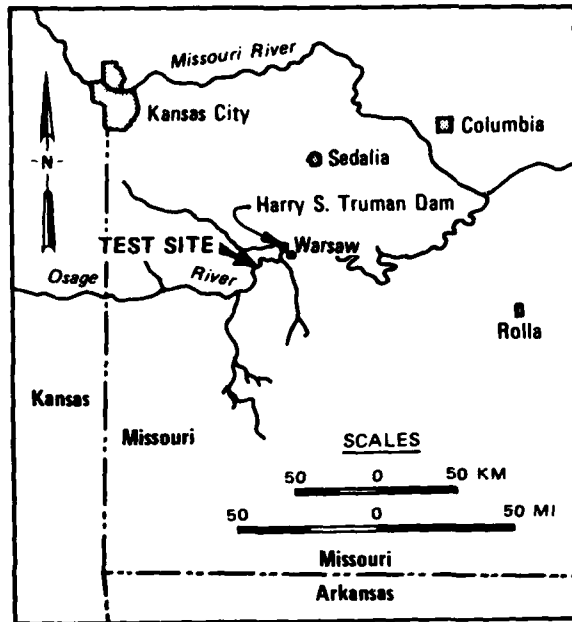 Missouri River
Kansas City
Columbia
N
Sedalia
Harry S. Truman Dam
TEST SITE
Warsaw
Osage River
Rolla
Kansas
Missouri
SCALES
50 0 50 KM
50 0 50 MI
Missouri
Arkansas